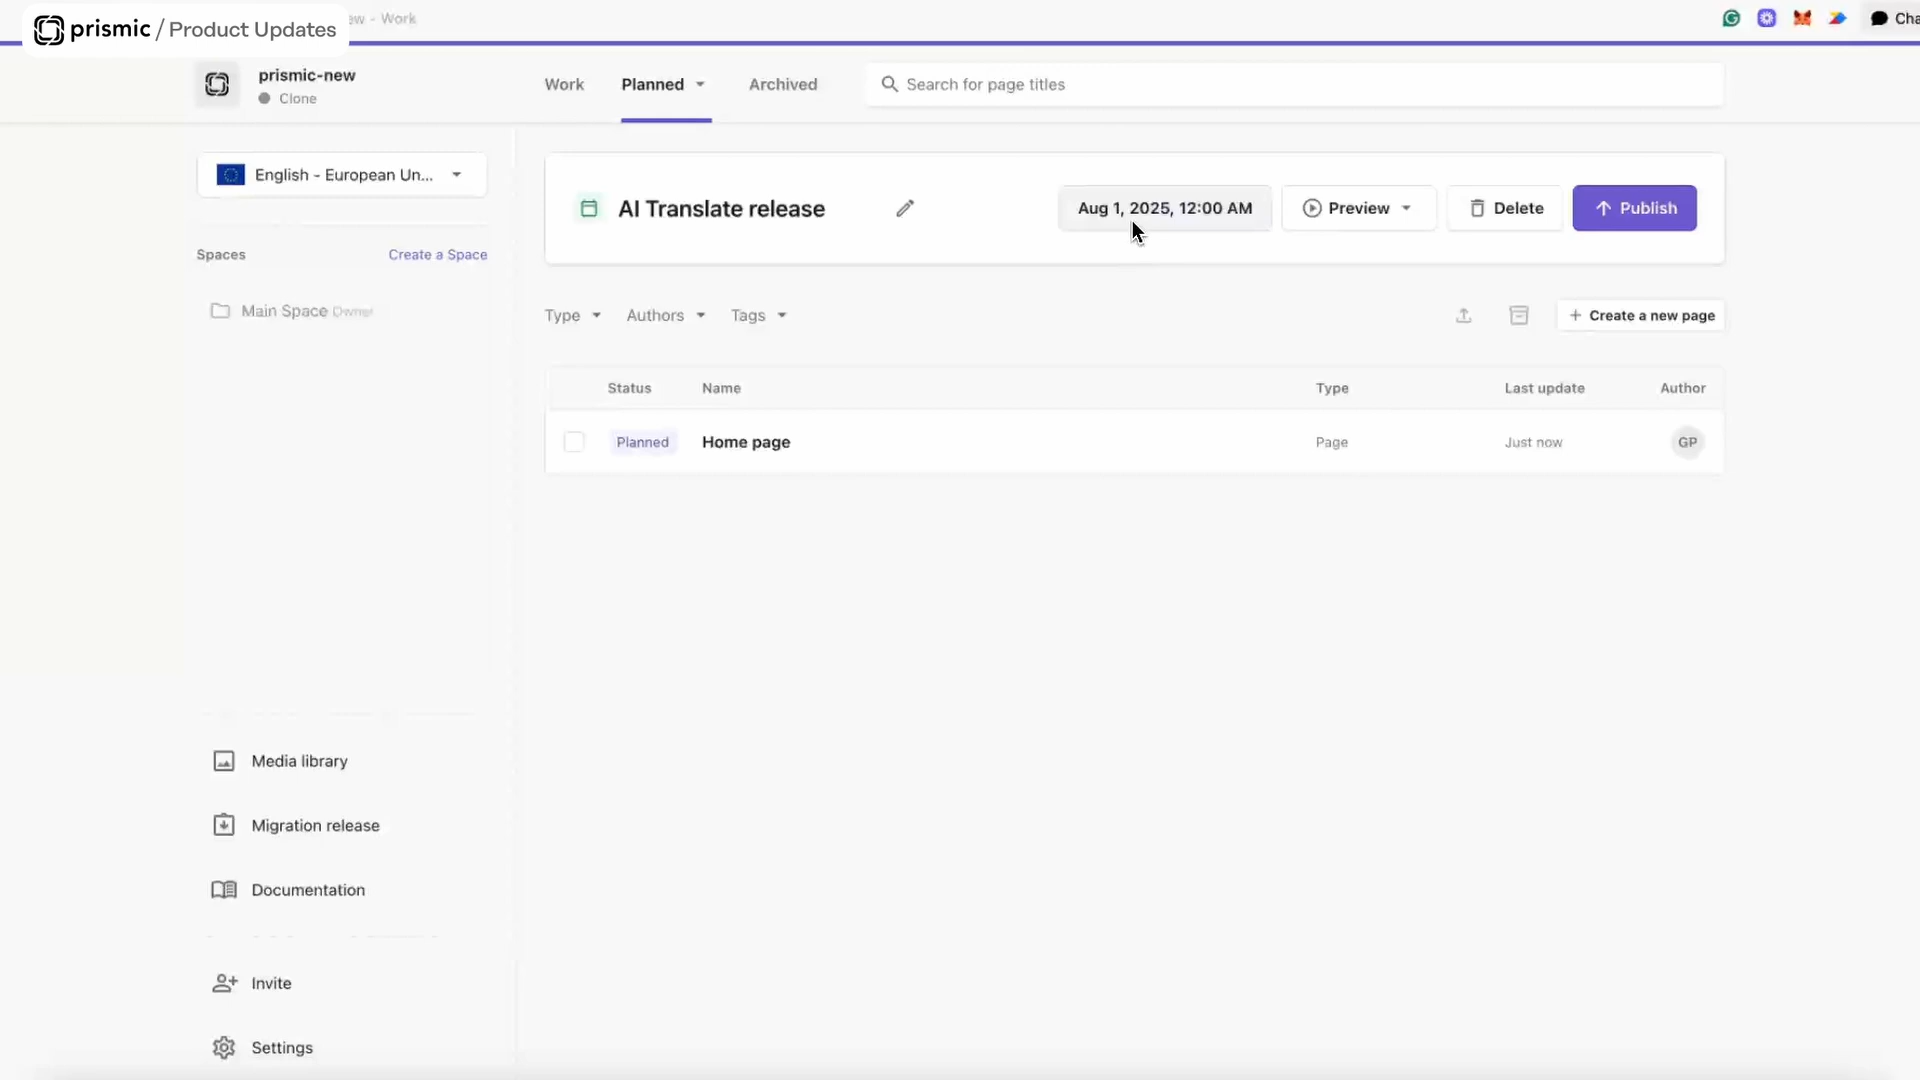 prismic / Product Updates
ew - Work
Cha
prismic-new
Clone
Work
Planned
Archived
Search for page titles
English - European Un...
AI Translate release
Aug 1, 2025, 12:00 AM
Preview
Delete
Publish
Spaces
Create a Space
Main Space Owner
Type
Authors
Tags
+ Create a new page
Status Name Type Last update Author
Planned Home page Page Just now GP
Media library
Migration release
Documentation
Invite
Settings